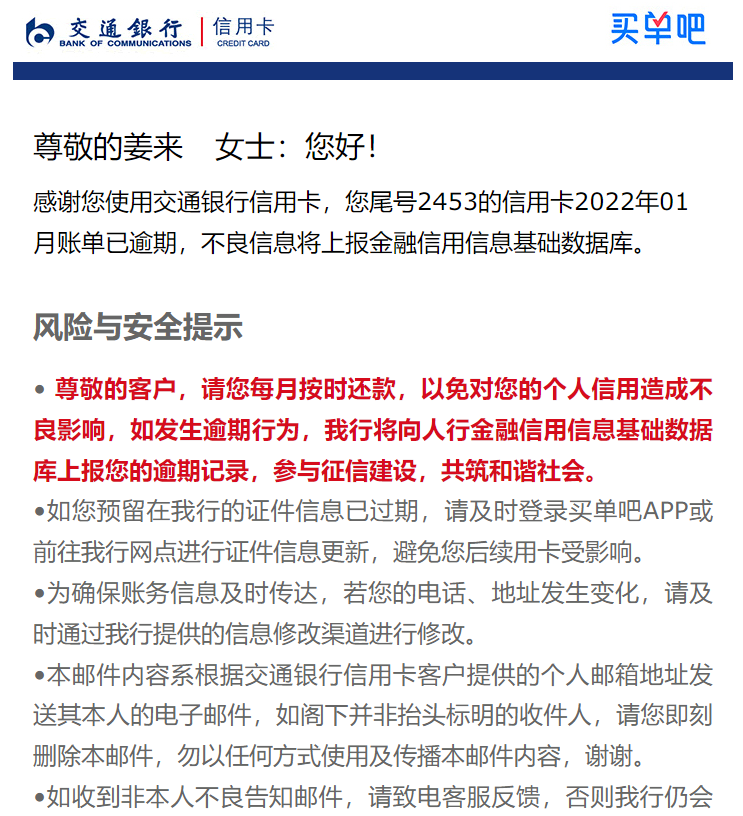 交通銀行 信用卡 买单吧
BANK OF COMMUNICATIONS CREDIT CARD
尊敬的姜来 女士：您好！
感谢您使用交通银行信用卡，您尾号2453的信用卡2022年01
月账单已逾期，不良信息将上报金融信用信息基础数据库。
风险与安全提示
• 尊敬的客户，请您每月按时还款，以免对您的个人信用造成不
良影响，如发生逾期行为，我行将向人行金融信用信息基础数据
库上报您的逾期记录，参与征信建设，共筑和谐社会。
•如您预留在我行的证件信息已过期，请及时登录买单吧APP或
前往我行网点进行证件信息更新，避免您后续用卡受影响。
•为确保账务信息及时传达，若您的电话、地址发生变化，请及
时通过我行提供的信息修改渠道进行修改。
•本邮件内容系根据交通银行信用卡客户提供的个人邮箱地址发
送其本人的电子邮件，如阁下并非抬头标明的收件人，请您即刻
删除本邮件，勿以任何方式使用及传播本邮件内容，谢谢。
•如收到非本人不良告知邮件，请致电客服反馈，否则我行仍会